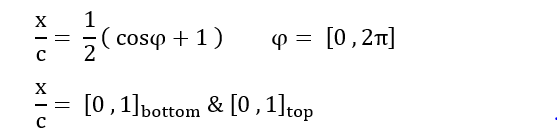 x/c = 1/2 ( cosφ + 1 )    φ = [0 , 2π]
x/c = [0 , 1]bottom & [0 , 1]top